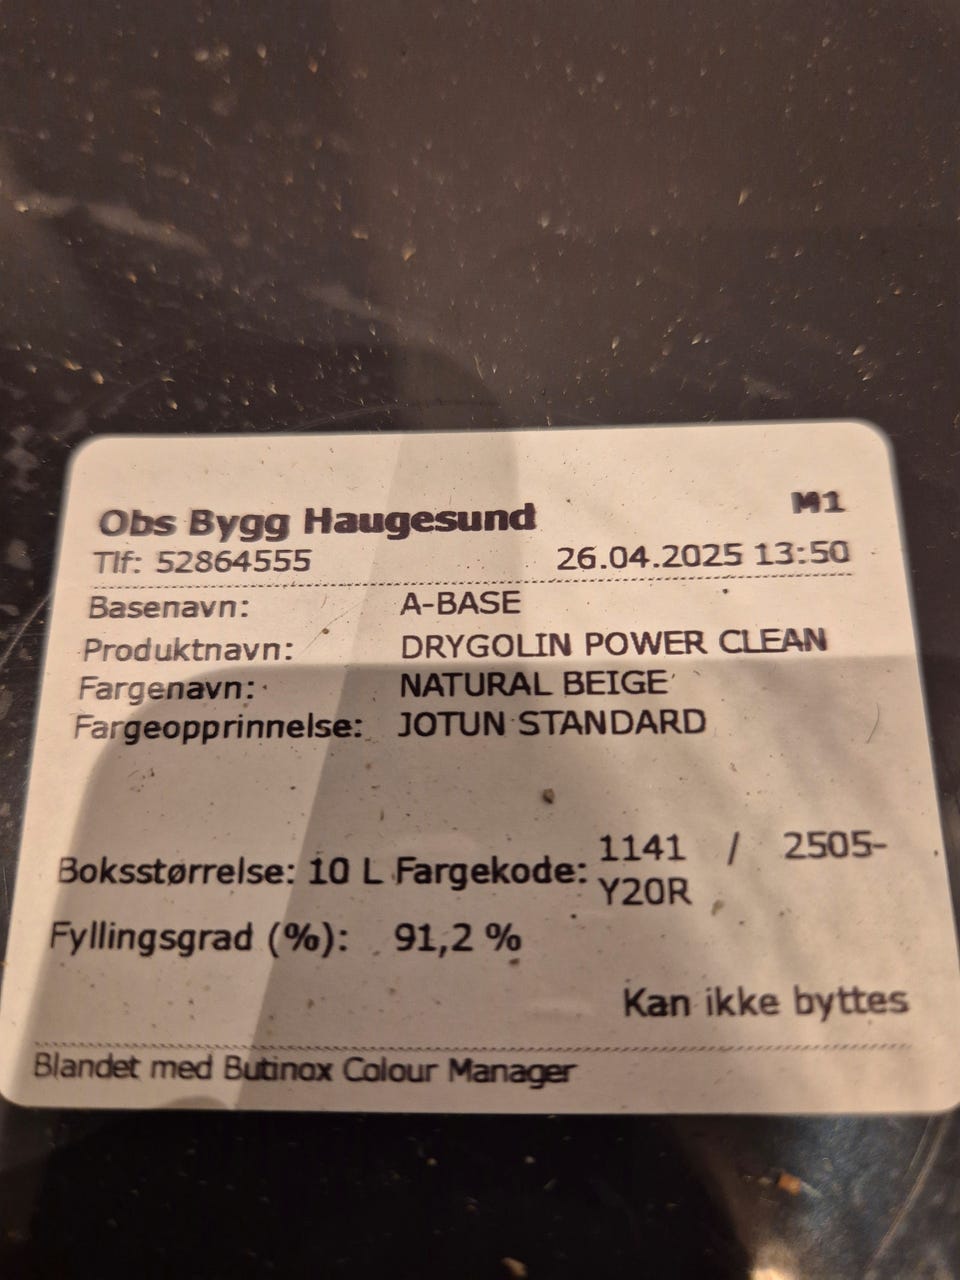 Obs Bygg Haugesund M1
Tlf: 52864555 26.04.2025 13:50
Basenavn: A-BASE
Produktnavn: DRYGOLIN POWER CLEAN
Fargenavn: NATURAL BEIGE
Fargeopprinnelse: JOTUN STANDARD
Boksstørrelse: 10 L Fargekode: 1141 / 2505-
Y20R
Fyllingsgrad (%): 91,2 %
Kan ikke byttes
Blandet med Butinox Colour Manager